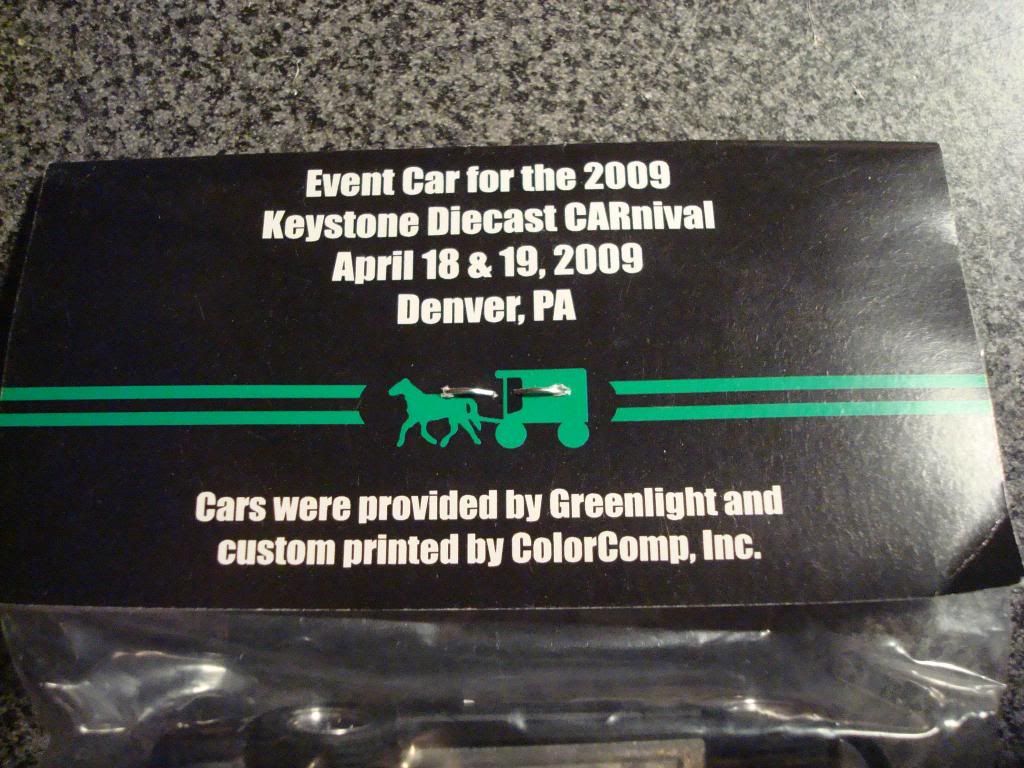 Event Car for the 2009
Keystone Diecast CARnival
April 18 & 19, 2009
Denver, PA
Cars were provided by Greenlight and
custom printed by ColorComp, Inc.